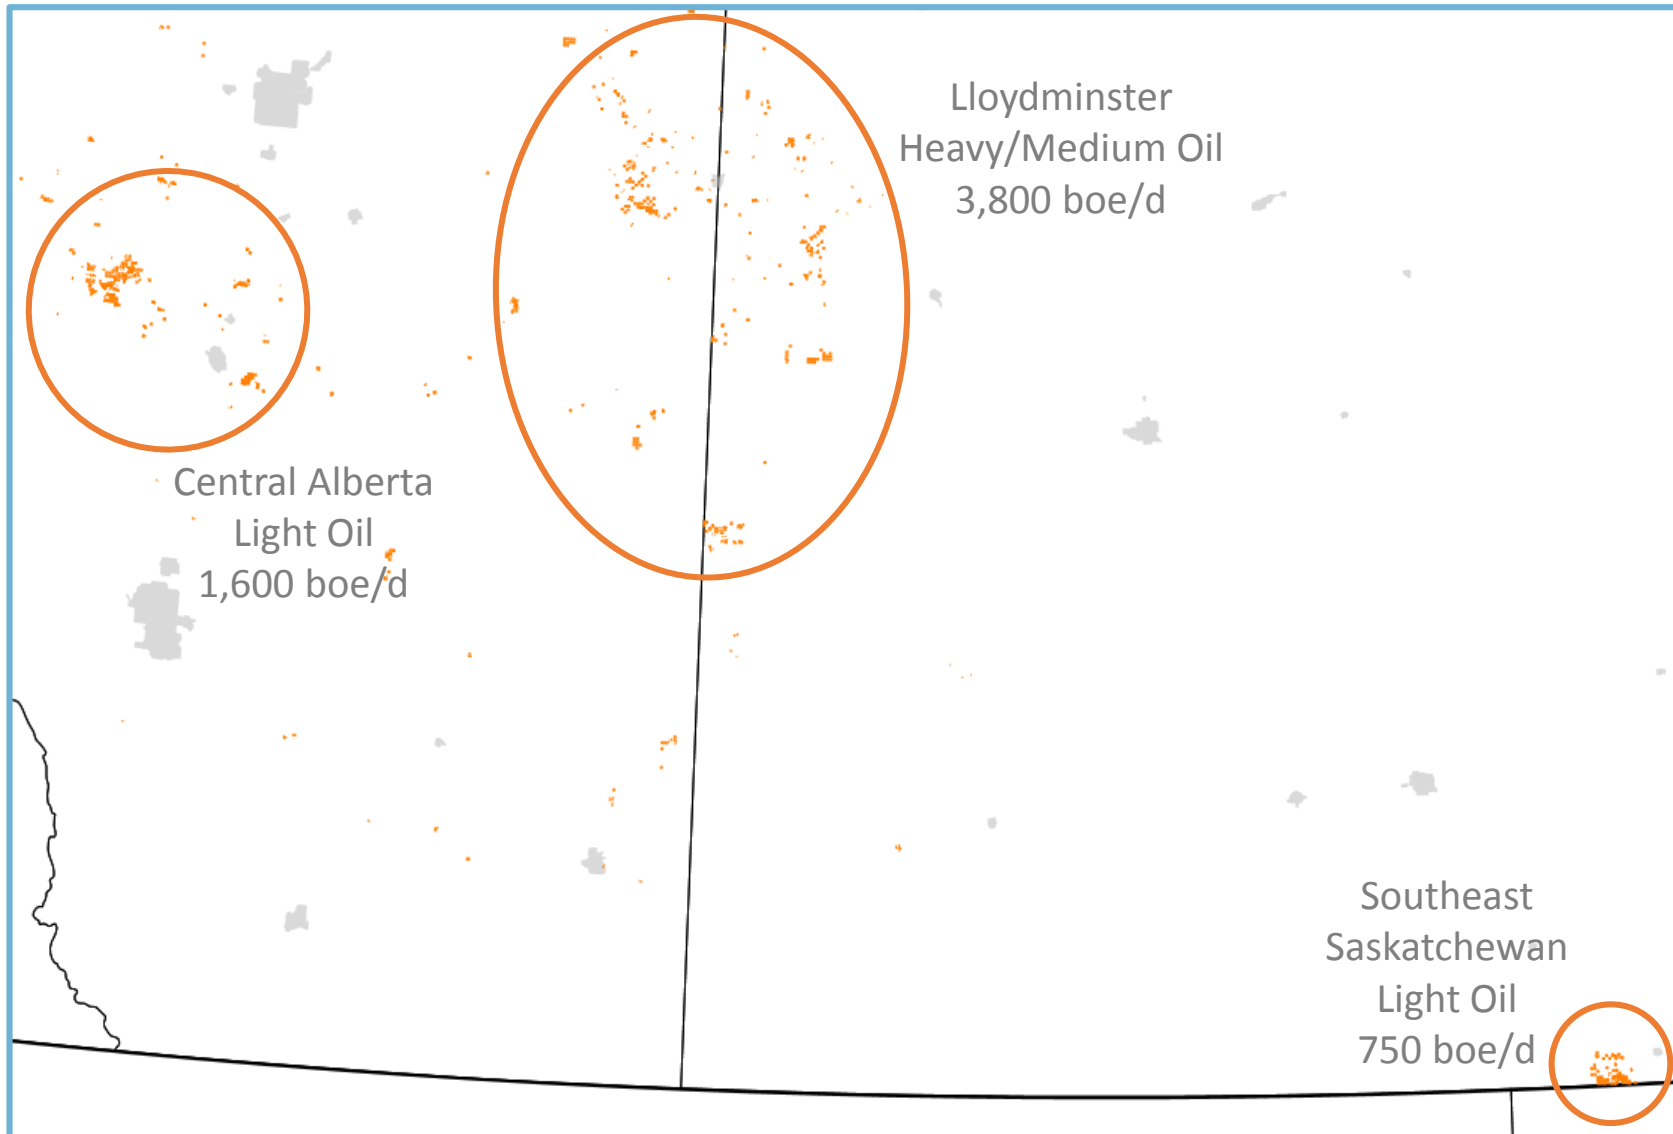 Lloydminster
Heavy/Medium Oil
3,800 boe/d
Central Alberta
Light Oil
1,600 boe/d
Southeast
Saskatchewan
Light Oil
750 boe/d